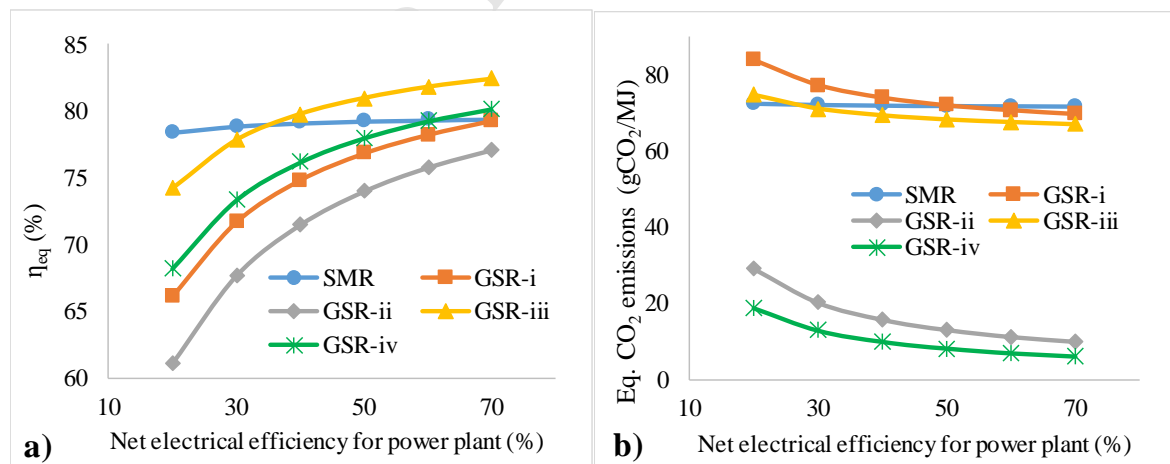 85
80
75
70
65
60
η_eq (%)
SMR
GSR-i
GSR-ii
GSR-iii
GSR-iv
10
30
50
70
a)
Net electrical efficiency for power plant (%)
80
60
40
20
0
Eq. CO₂ emissions (gCO₂/MJ)
SMR
GSR-i
GSR-ii
GSR-iii
GSR-iv
10
30
50
70
b)
Net electrical efficiency for power plant (%)